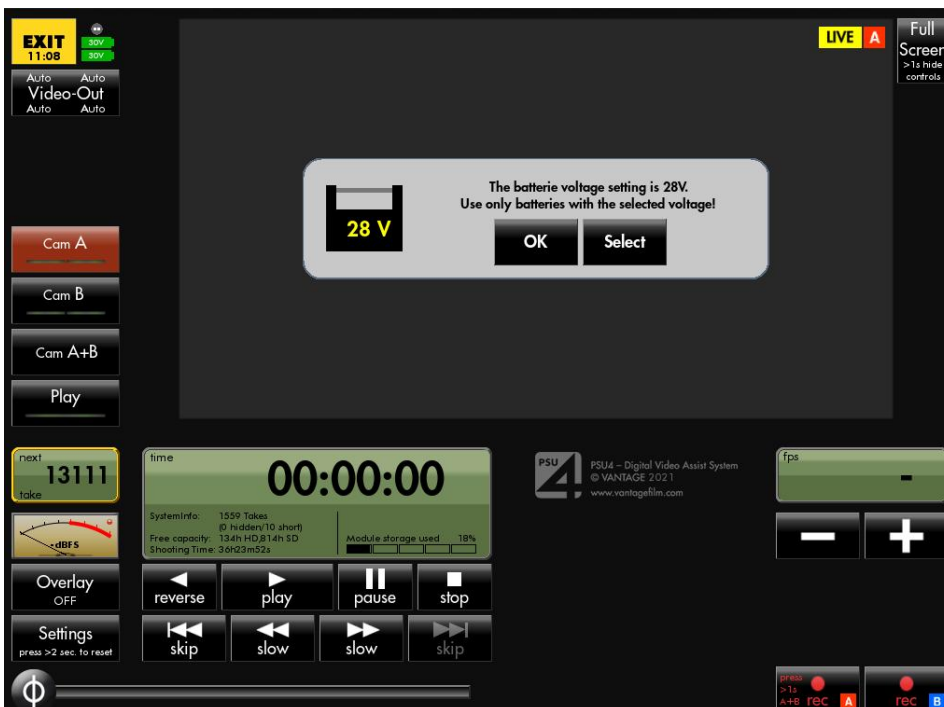 EXIT
11:08
30V
30V
LIVE A
Full
Screen
>1s hide
controls
Auto Auto
Video-Out
Auto Auto
The batterie voltage setting is 28V.
Use only batteries with the selected voltage!
28 V
OK Select
Cam A
Cam B
Cam A+B
Play
next
13111
take
time
00:00:00
SystemInfo: 1559 Takes
(0 hidden/10 short)
Free capacity: 134h HD,814h SD
Shooting Time: 36h23m52s
Module storage used 18%
PSU
4
PSU4 – Digital Video Assist System
© VANTAGE 2021
www.vantagefilm.com
fps
-
-dBFS
Overlay
OFF
reverse play pause stop
Settings
press >2 sec. to reset
skip slow slow skip
press
>1s
A+B rec A
rec B